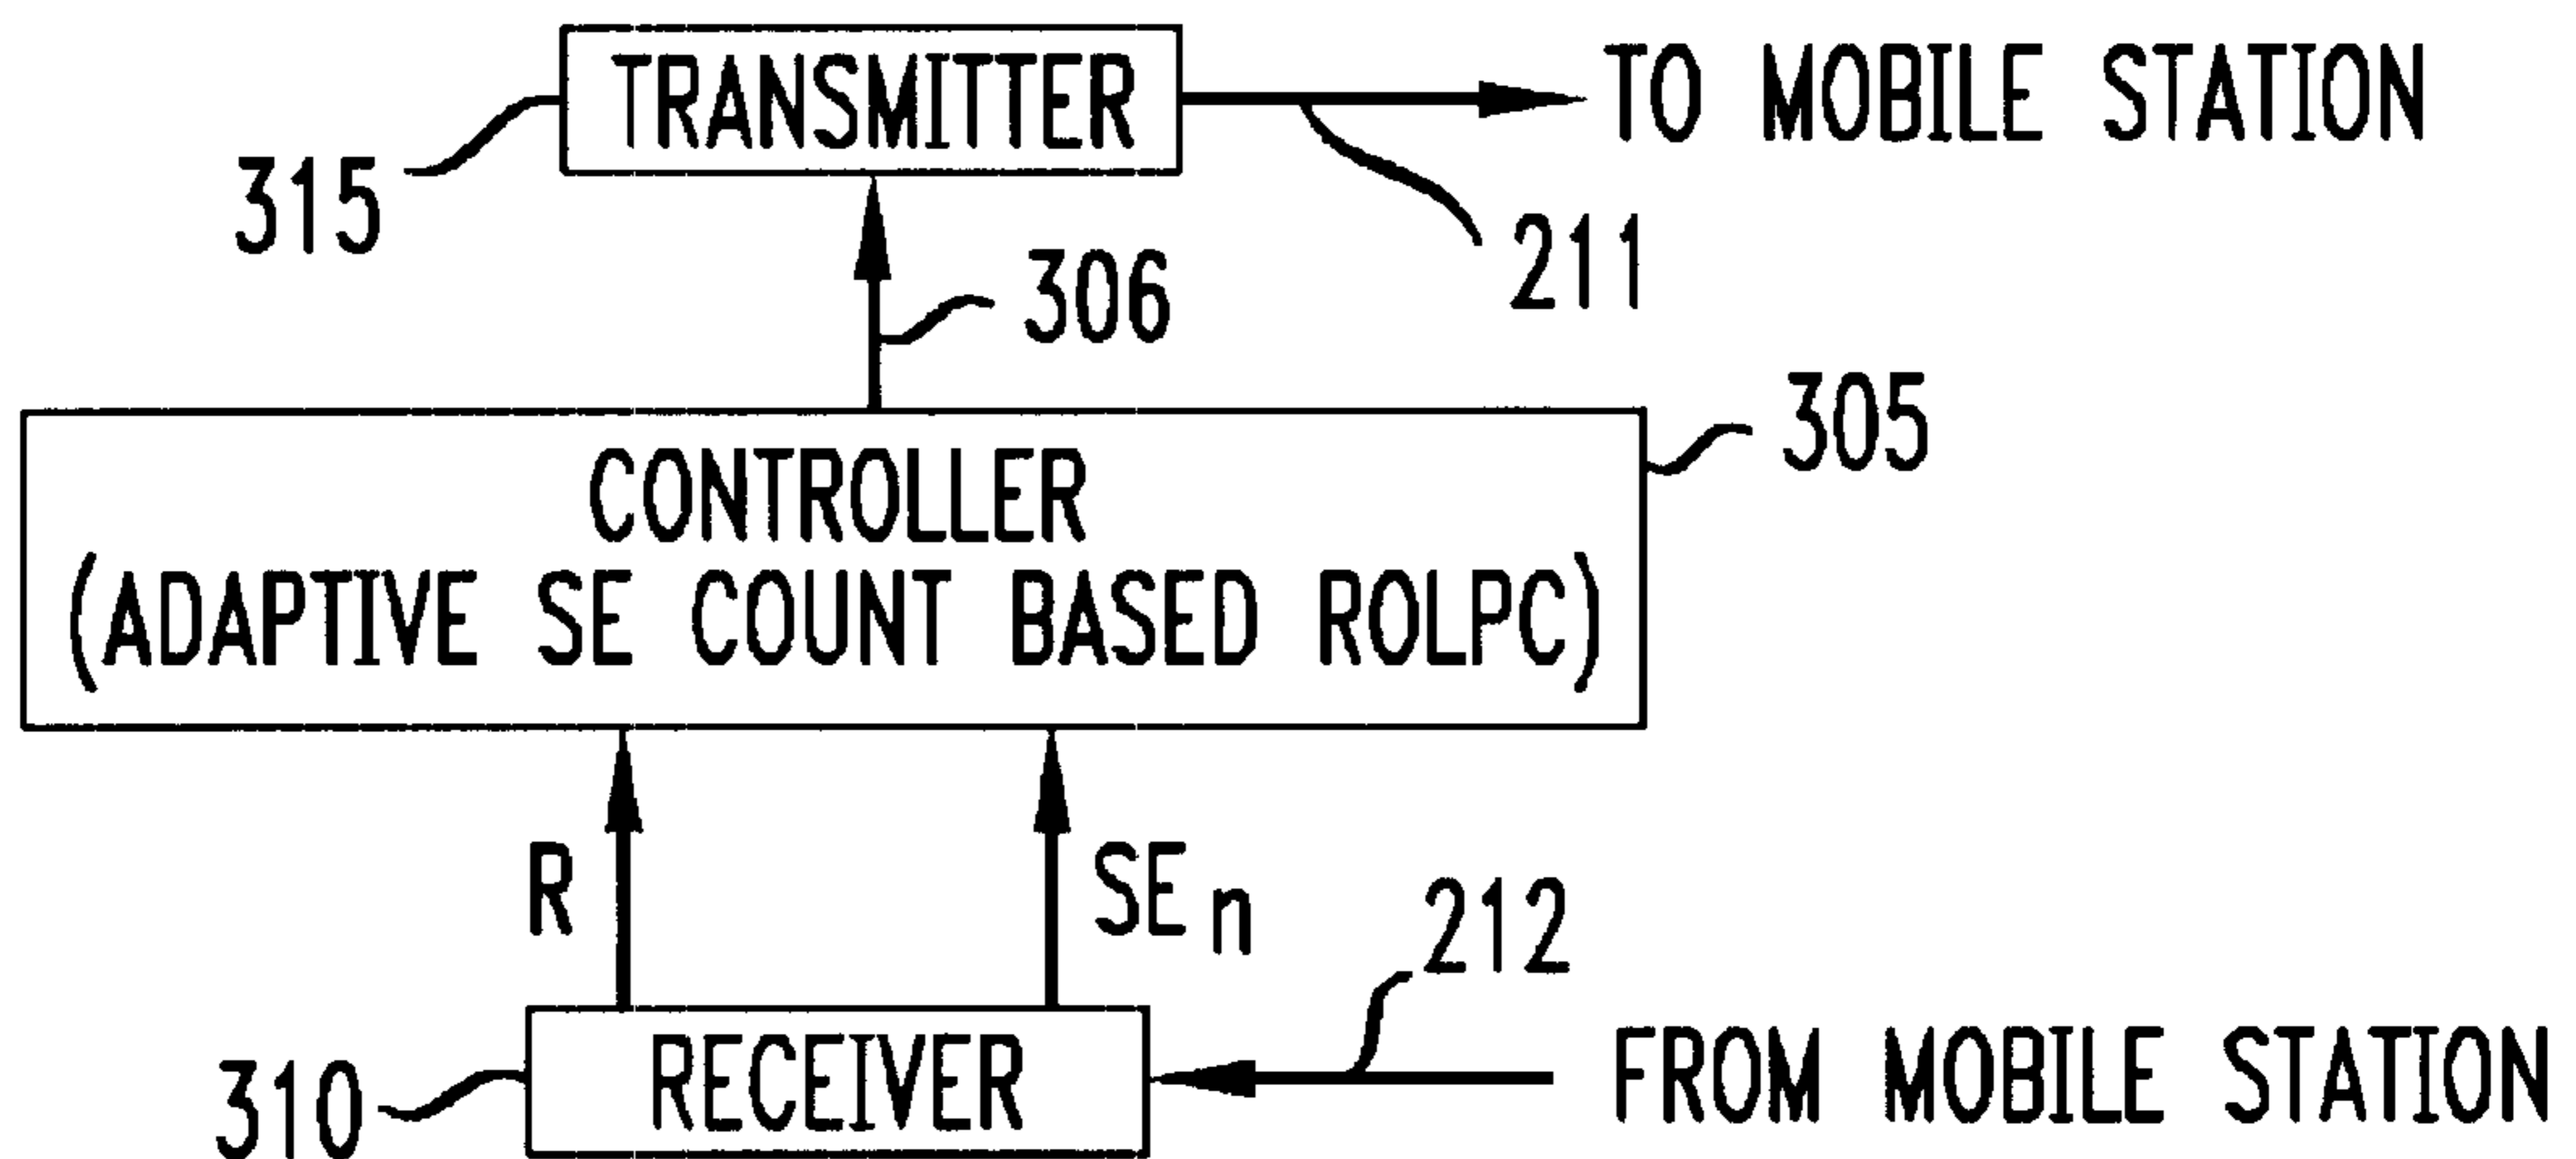 TRANSMITTER
TO MOBILE STATION
315
211
306
305
CONTROLLER
(ADAPTIVE SE COUNT BASED ROLPC)
R
SEn
212
310
RECEIVER
FROM MOBILE STATION